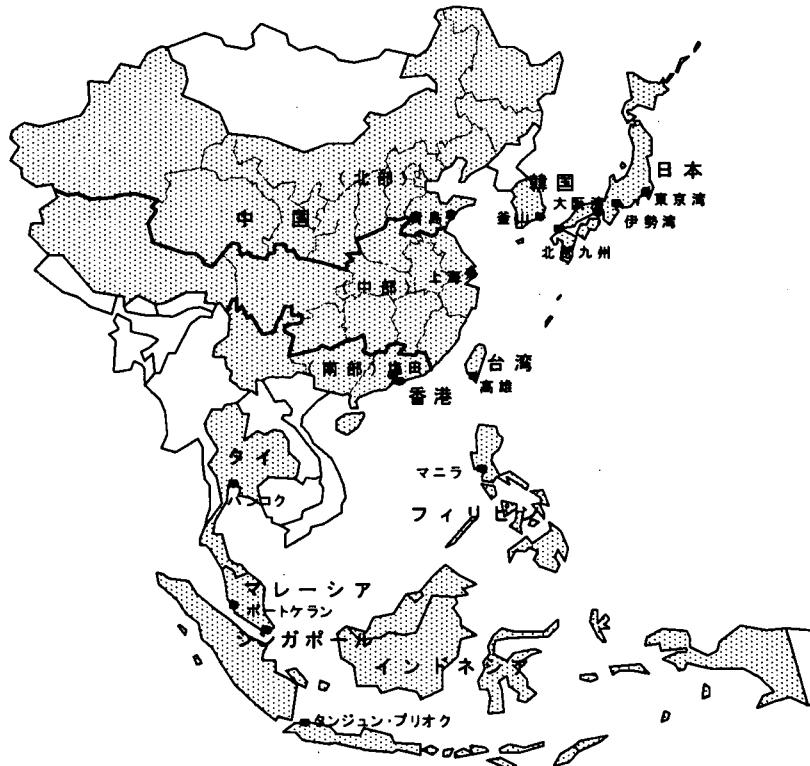 (北部)
中国
青島
韓国
釜山
日本
東京湾
大阪湾
伊勢湾
北部九州
(中部)
上海
(南部)
塩田
香港
台湾
高雄
タイ
バンコク
マニラ
フィリピン
マレーシア
ポートケラン
シンガポール
インドネシア
タンジュン・プリオク